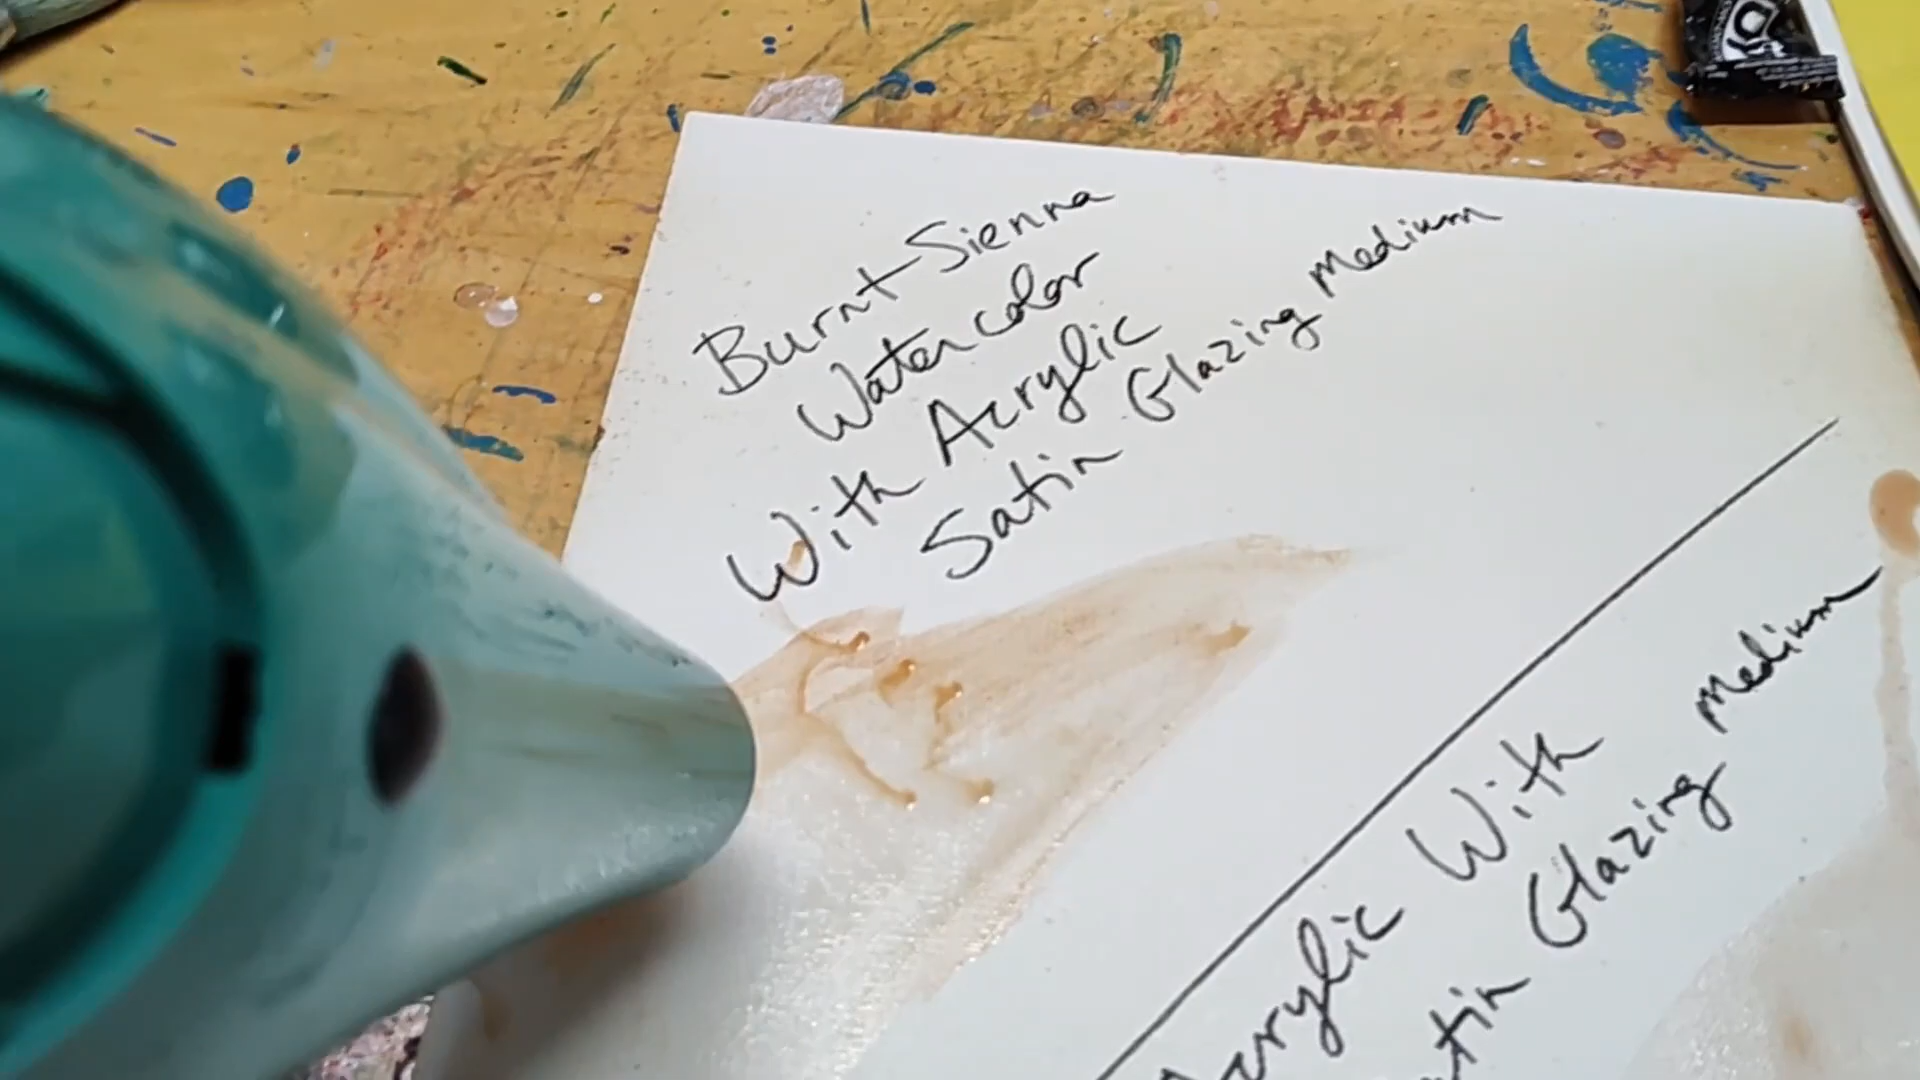 Burnt Sienna
Watercolor
With Acrylic
Satin Glazing Medium
Acrylic With
Glazing Medium